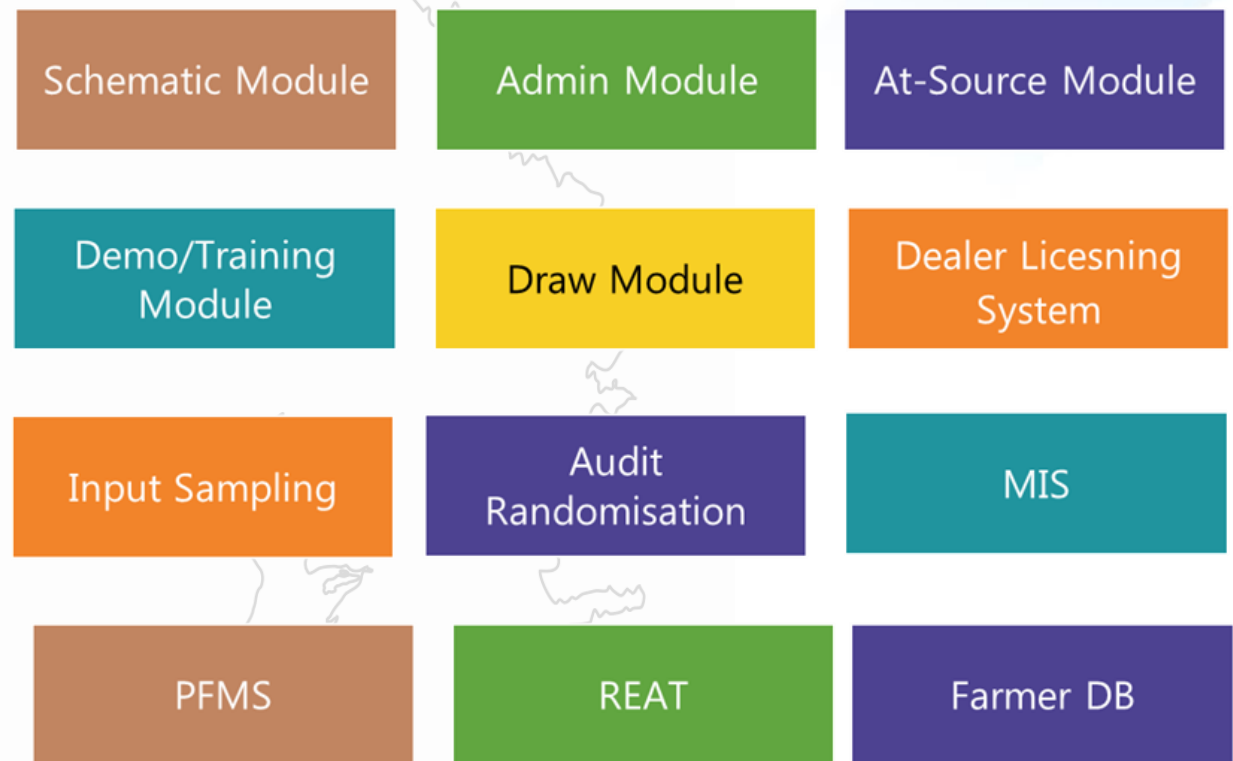 Schematic Module
Admin Module
At-Source Module
Demo/Training
Module
Draw Module
Dealer Licesning
System
Input Sampling
Audit
Randomisation
MIS
PFMS
REAT
Farmer DB